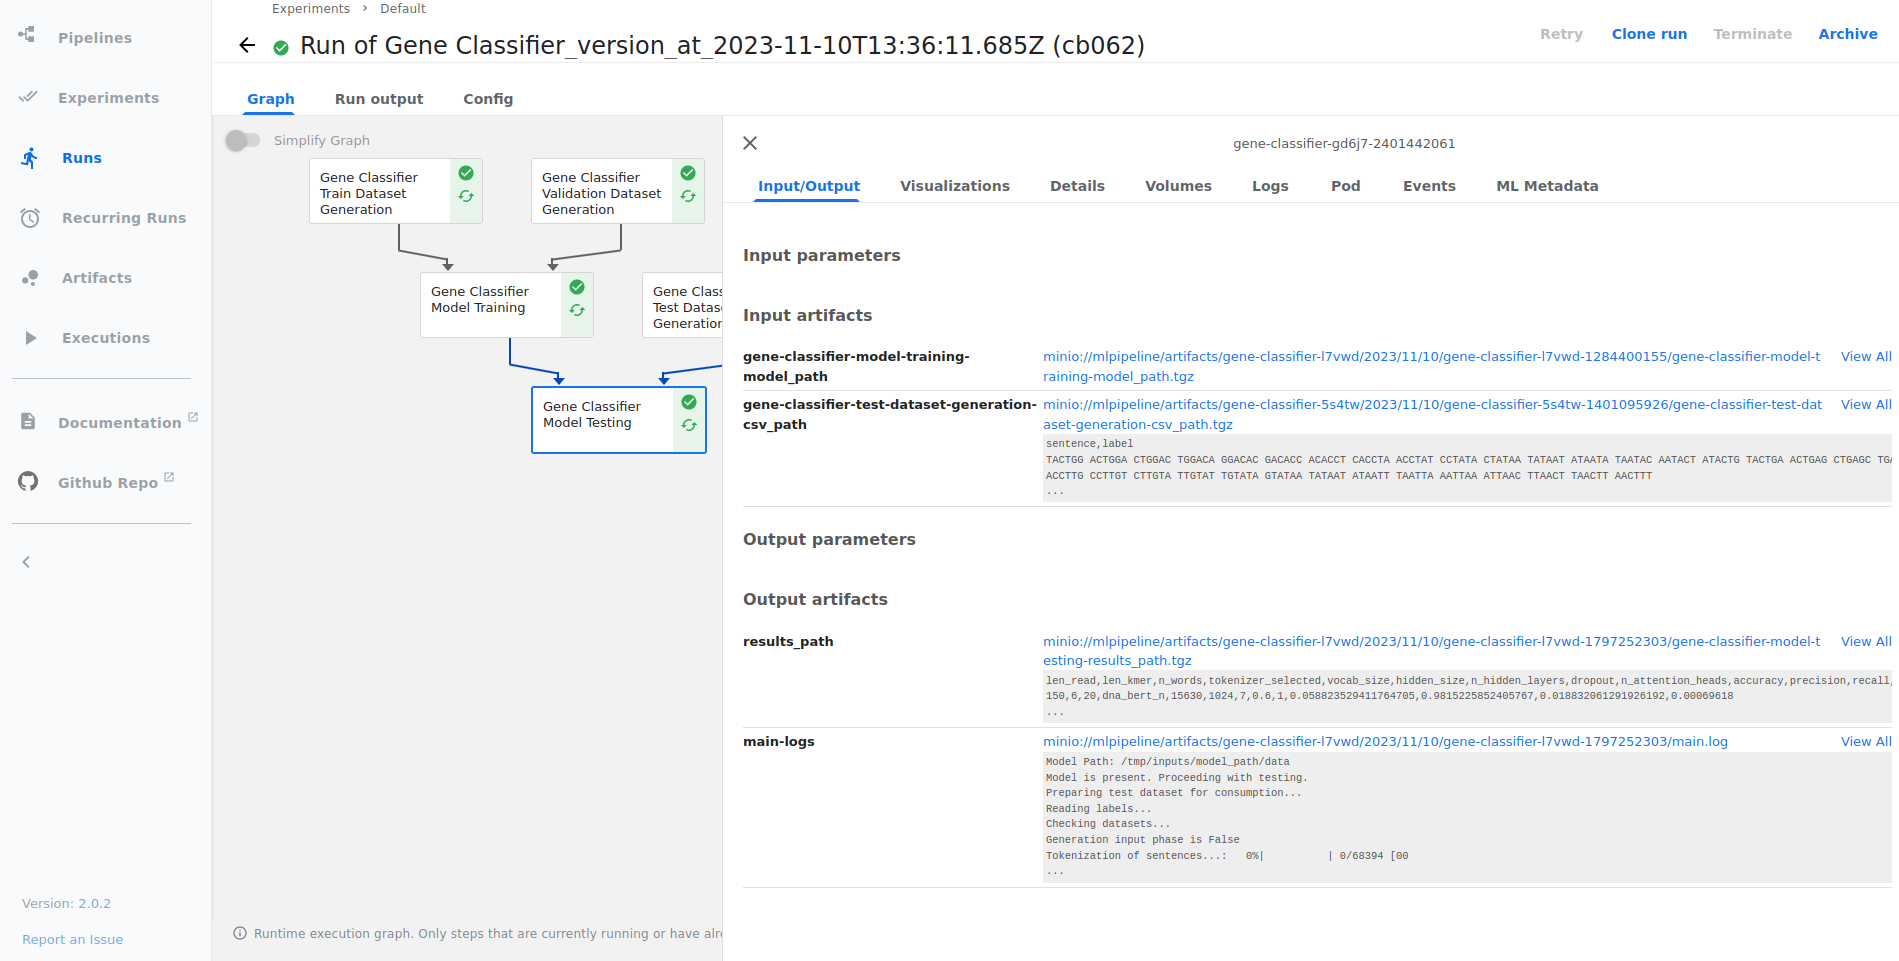 Experiments > Default
Run of Gene Classifier_version_at_2023-11-10T13:36:11.685Z (cb062)
Retry Clone run Terminate Archive
Pipelines
Experiments
Runs
Recurring Runs
Artifacts
Executions
Documentation
Github Repo
Version: 2.0.2
Report an Issue
Graph Run output Config
Simplify Graph
Gene Classifier
Train Dataset
Generation
Gene Classifier
Validation Dataset
Generation
Gene Classifier
Model Training
Gene Clas
Test Datas
Generation
Gene Classifier
Model Testing
Runtime execution graph. Only steps that are currently running or have alr
gene-classifier-gd6j7-2401442061
Input/Output Visualizations Details Volumes Logs Pod Events ML Metadata
Input parameters
Input artifacts
gene-classifier-model-training-
model_path
minio://mlpipeline/artifacts/gene-classifier-l7vwd/2023/11/10/gene-classifier-l7vwd-1284400155/gene-classifier-model-t
raining-model_path.tgz
View All
gene-classifier-test-dataset-generation-
csv_path
minio://mlpipeline/artifacts/gene-classifier-5s4tw/2023/11/10/gene-classifier-5s4tw-1401095926/gene-classifier-test-dat
aset-generation-csv_path.tgz
View All
sentence,label
TACTGG ACTGGA CTGGAC TGGACA GGACAC GACACC ACACCT CACCTA ACCTAT CCTATA CTATAA TATAAT ATAATA TAATAC AATACT ATACTG TACTGA ACTGAG CTGAGC TGA
ACCTTG CCTTGT CTTGTA TTGTAT TGTATA GTATAA TATAAT ATAATT TAATTA AATTAA ATTAAC TTAACT TAACTT AACTTT
...
Output parameters
Output artifacts
results_path
minio://mlpipeline/artifacts/gene-classifier-l7vwd/2023/11/10/gene-classifier-l7vwd-1797252303/gene-classifier-model-t
esting-results_path.tgz
View All
len_read,len_kmer,n_words,tokenizer_selected,vocab_size,hidden_size,n_hidden_layers,dropout,n_attention_heads,accuracy,precision,recall,
150,6,20,dna_bert_n,15630,1024,7,0.6,1,0.058823529411764705,0.9815225852405767,0.018832061291926192,0.00069618
...
main-logs
minio://mlpipeline/artifacts/gene-classifier-l7vwd/2023/11/10/gene-classifier-l7vwd-1797252303/main.log
View All
Model Path: /tmp/inputs/model_path/data
Model is present. Proceeding with testing.
Preparing test dataset for consumption...
Reading labels...
Checking datasets...
Generation input phase is False
Tokenization of sentences...:   0%|          | 0/68394 [00
...